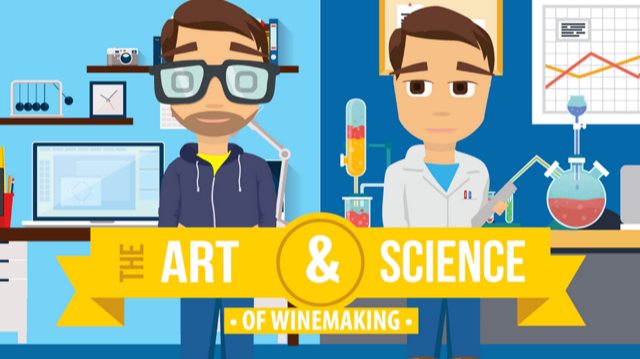 THE ART & SCIENCE
• OF WINEMAKING •